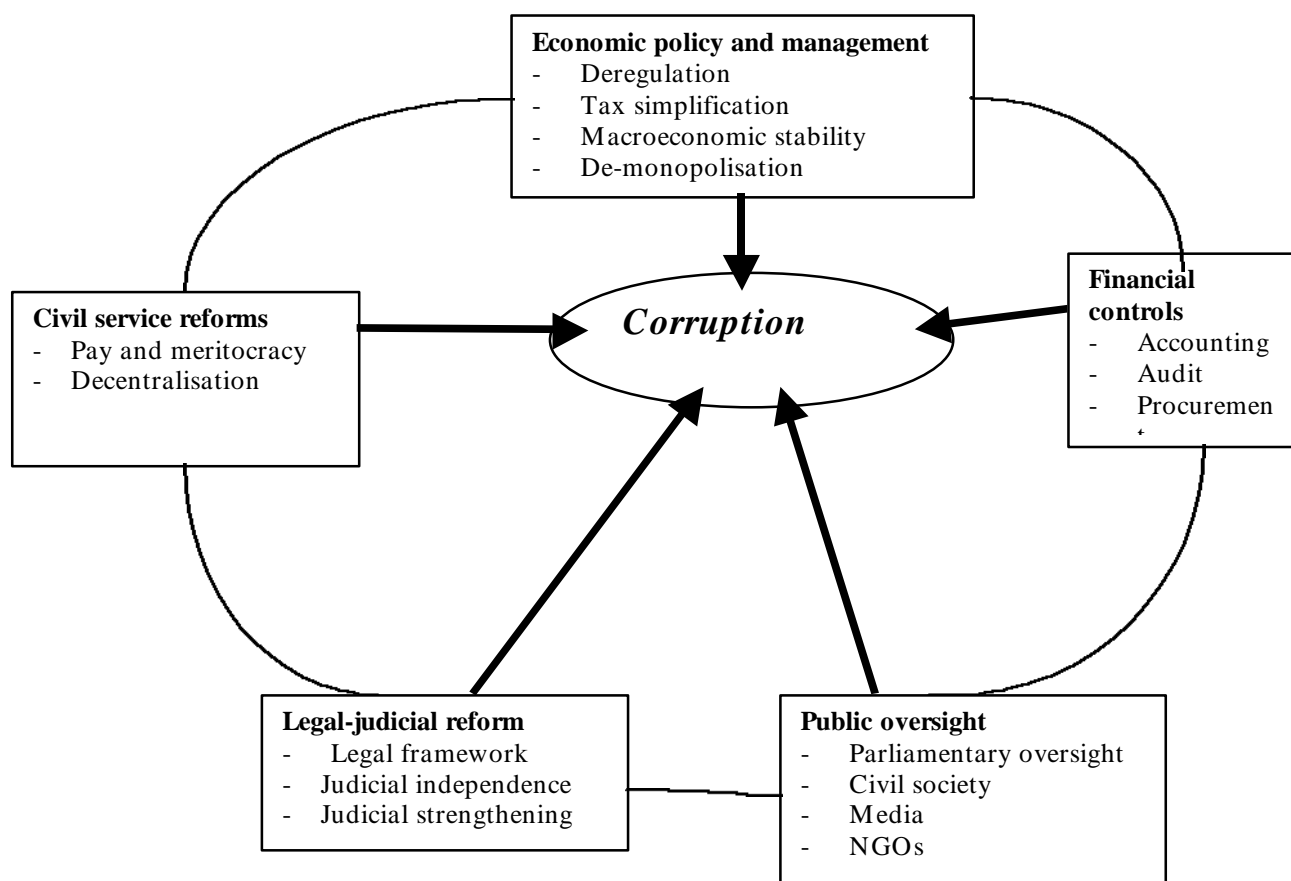 Economic policy and management
- Deregulation
- Tax simplification
- Macroeconomic stability
- De-monopolisation
Civil service reforms
- Pay and meritocracy
- Decentralisation
Corruption
Financial
controls
- Accounting
- Audit
- Procuremen
t
Legal-judicial reform
- Legal framework
- Judicial independence
- Judicial strengthening
Public oversight
- Parliamentary oversight
- Civil society
- Media
- NGOs